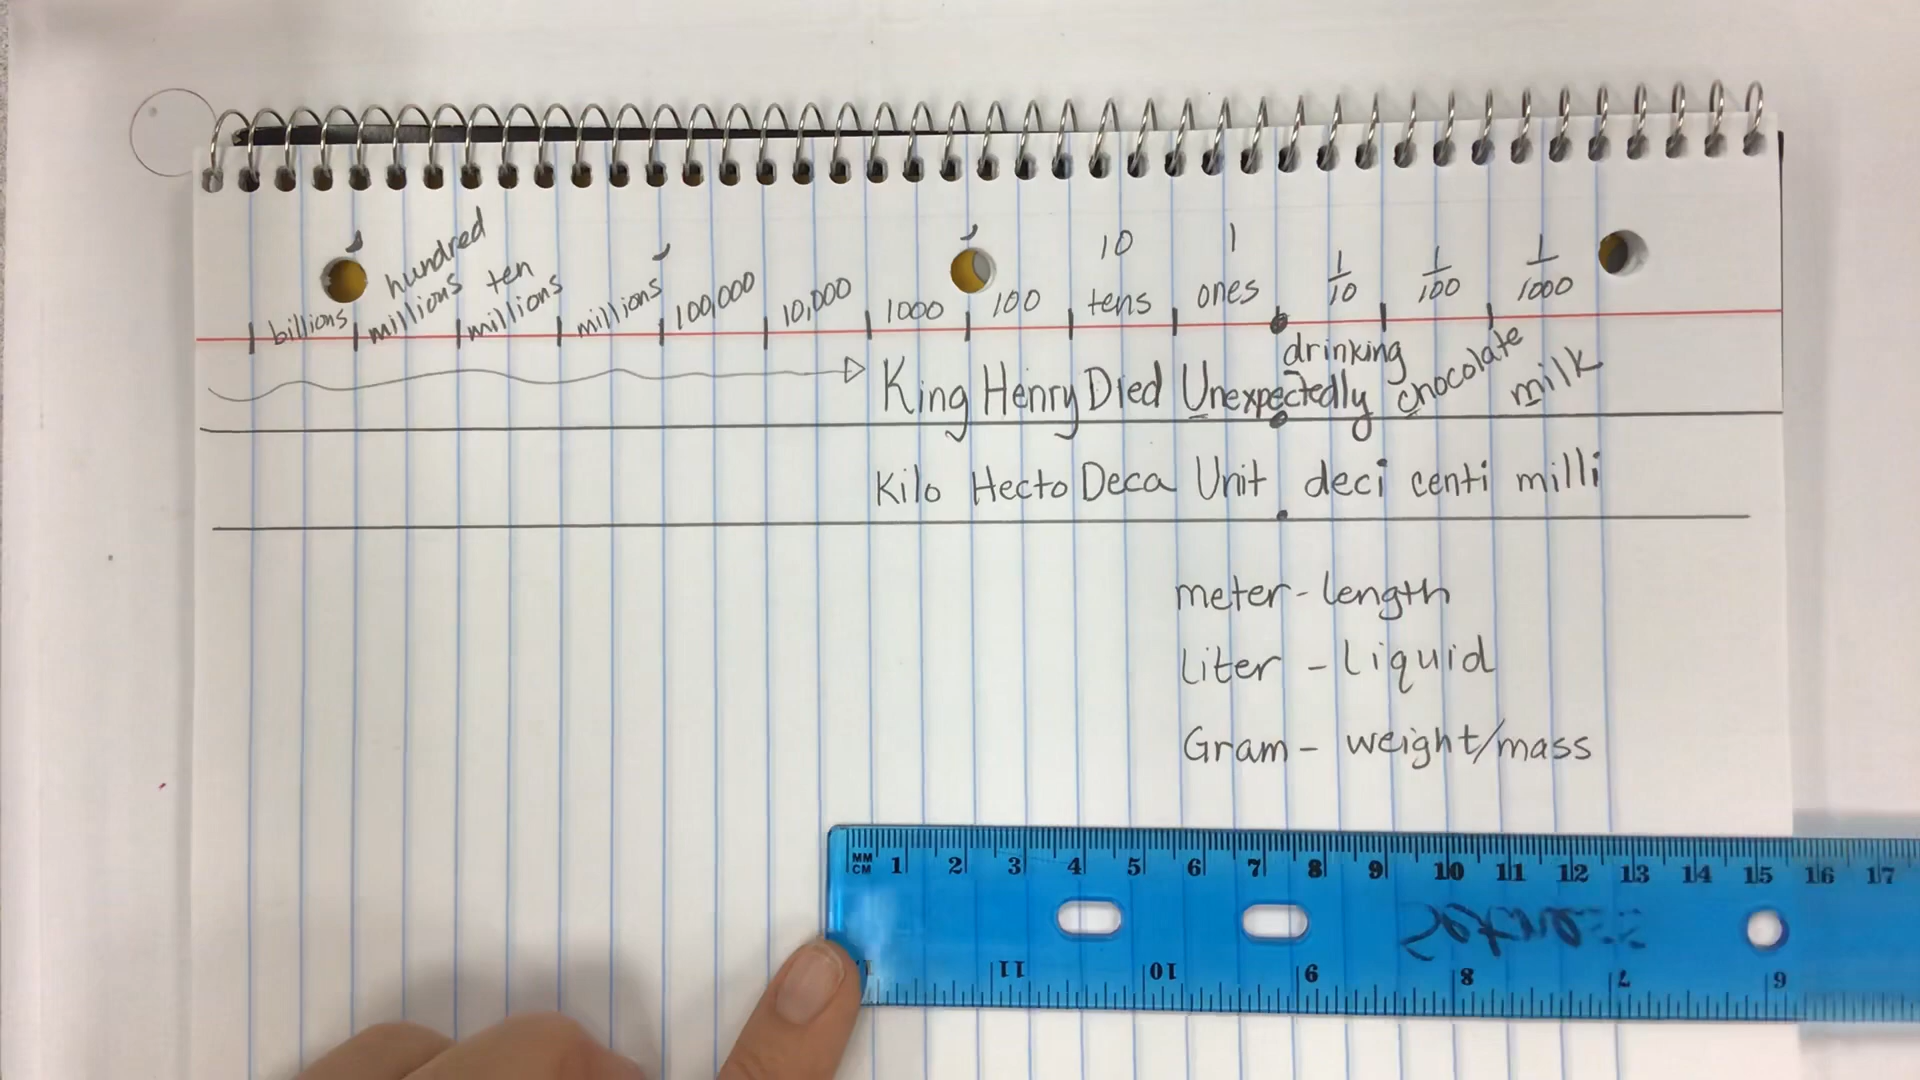 10 1
hundred
billions millions ten millions millions 100,000 10,000 1000 100 tens ones 1/10 1/100 1/1000
King Henry Died Unexpectedly drinking chocolate milk
Kilo Hecto Deca Unit deci centi milli
meter - length
Liter - Liquid
Gram - weight/mass
MM
CM 1 2 3 4 5 6 7 8 9 10 11 12 13 14 15 16 17
11 10 9 8 7 6